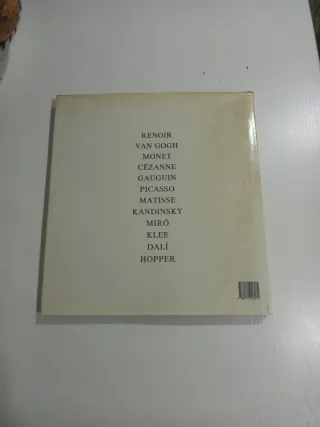 RENOIR
VAN GOGH
MONET
CÉZANNE
GAUGUIN
PICASSO
MATISSE
KANDINSKY
MIRÓ
KLEE
DALÍ
HOPPER